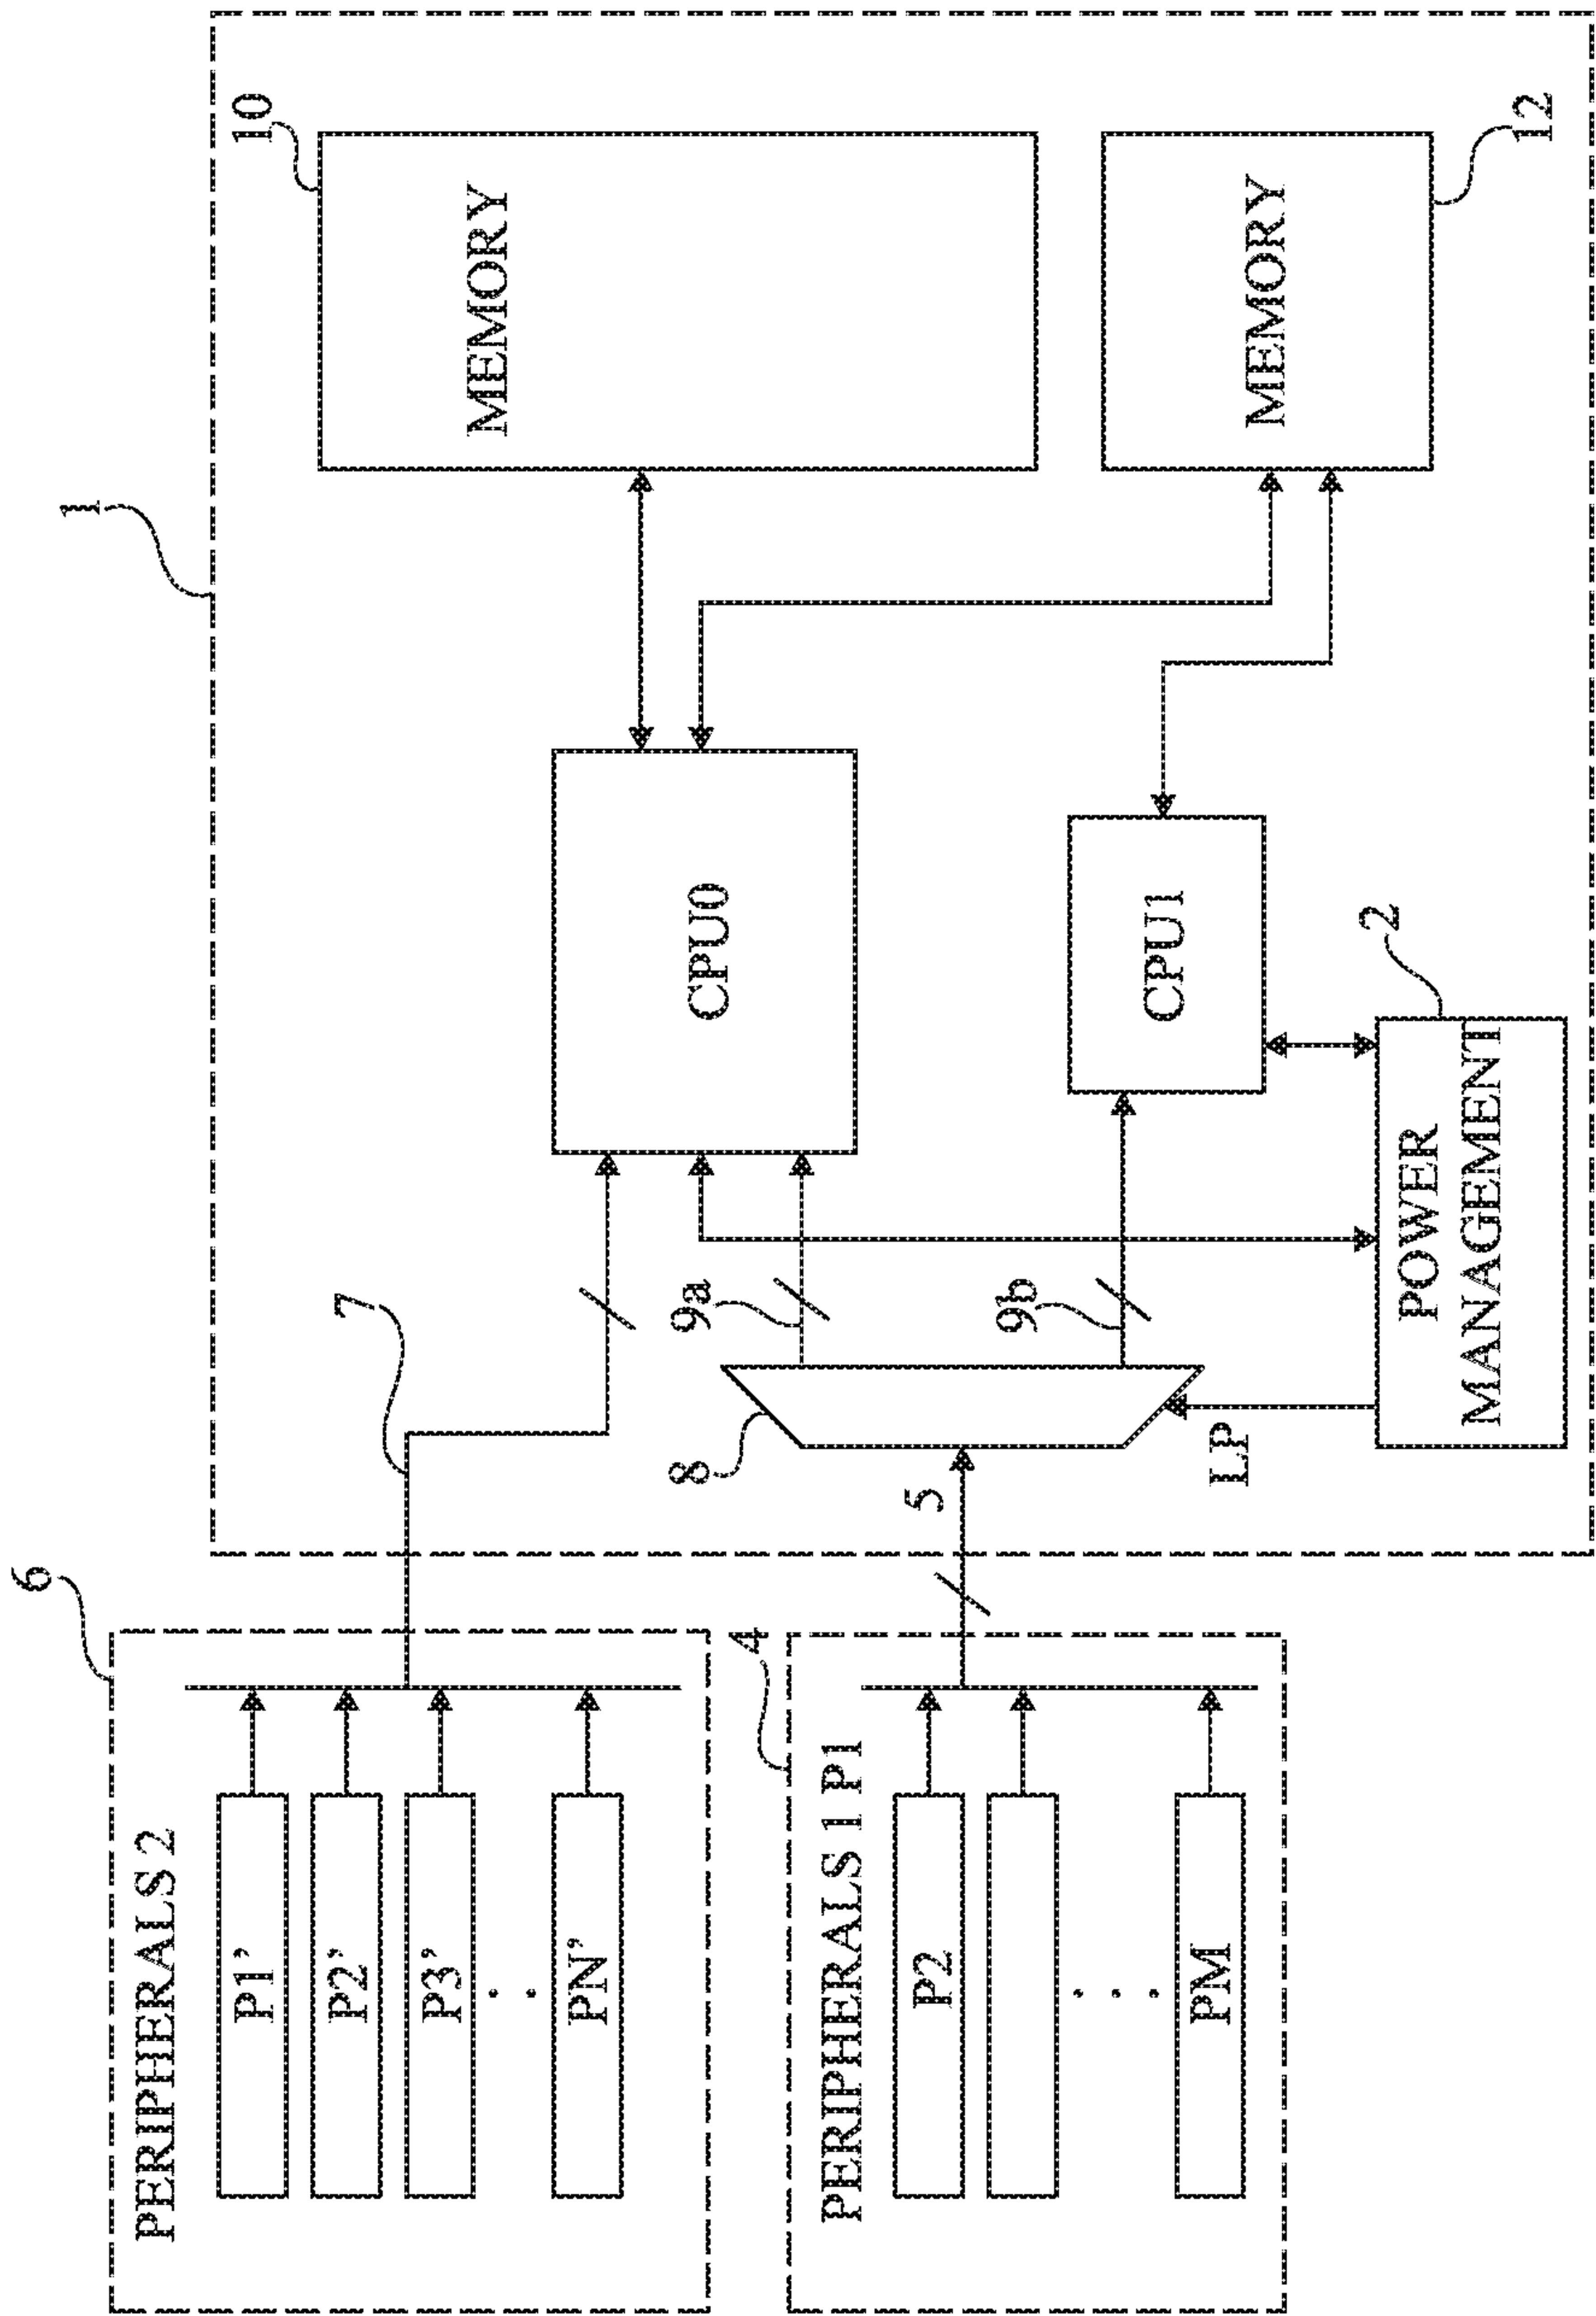 PERIPHERALS 2
P1’
P2’
P3’
. .
PN’
6
7
PERIPHERALS 1 P1
P2
. . .
PM
4
5
8
9a
9b
LP
POWER
MANAGEMENT
2
CPU0
CPU1
1
MEMORY
10
MEMORY
12